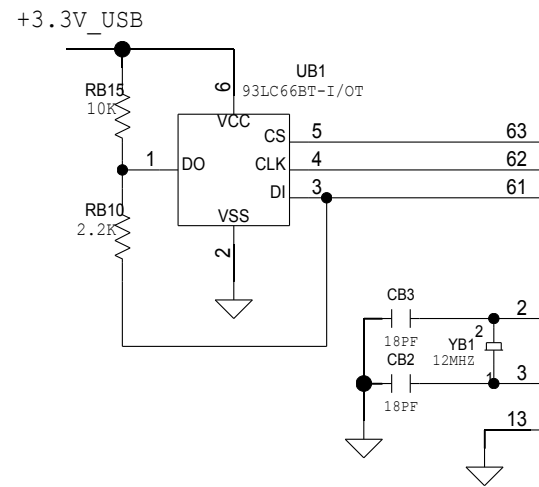 +3.3V_USB
UB1
93LC66BT-I/OT
RB15
10K
6
VCC
CS 5 63
1 DO CLK 4 62
DI 3 61
RB10
2.2K
VSS
2
CB3
18PF
2
2
YB1
12MHZ
CB2
18PF
1
3
13